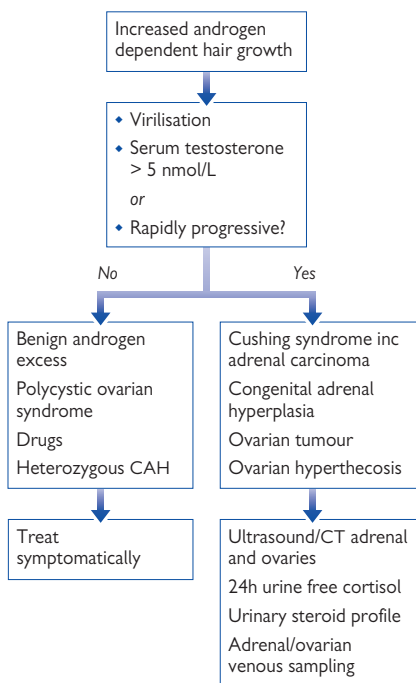 Increased androgen
dependent hair growth
◆ Virilisation
◆ Serum testosterone
> 5 nmol/L
or
◆ Rapidly progressive?
No
Yes
Benign androgen
excess
Polycystic ovarian
syndrome
Drugs
Heterozygous CAH
Cushing syndrome inc
adrenal carcinoma
Congenital adrenal
hyperplasia
Ovarian tumour
Ovarian hyperthecosis
Treat
symptomatically
Ultrasound/CT adrenal
and ovaries
24h urine free cortisol
Urinary steroid profile
Adrenal/ovarian
venous sampling